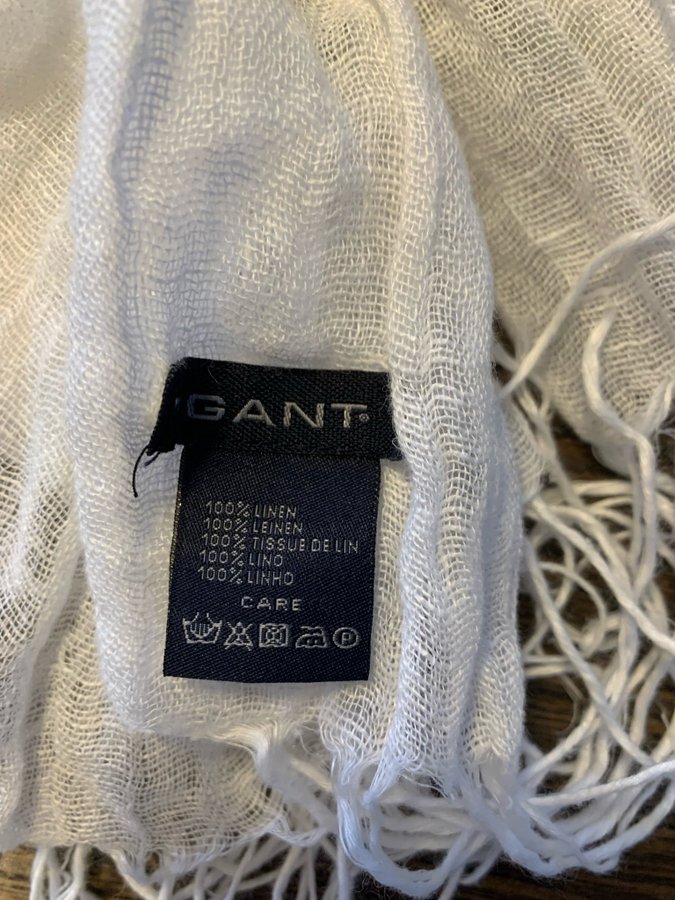 GANT
100% LINEN
100% LEINEN
100% TISSUE DE LIN
100% LINO
100% LINHO
CARE
P